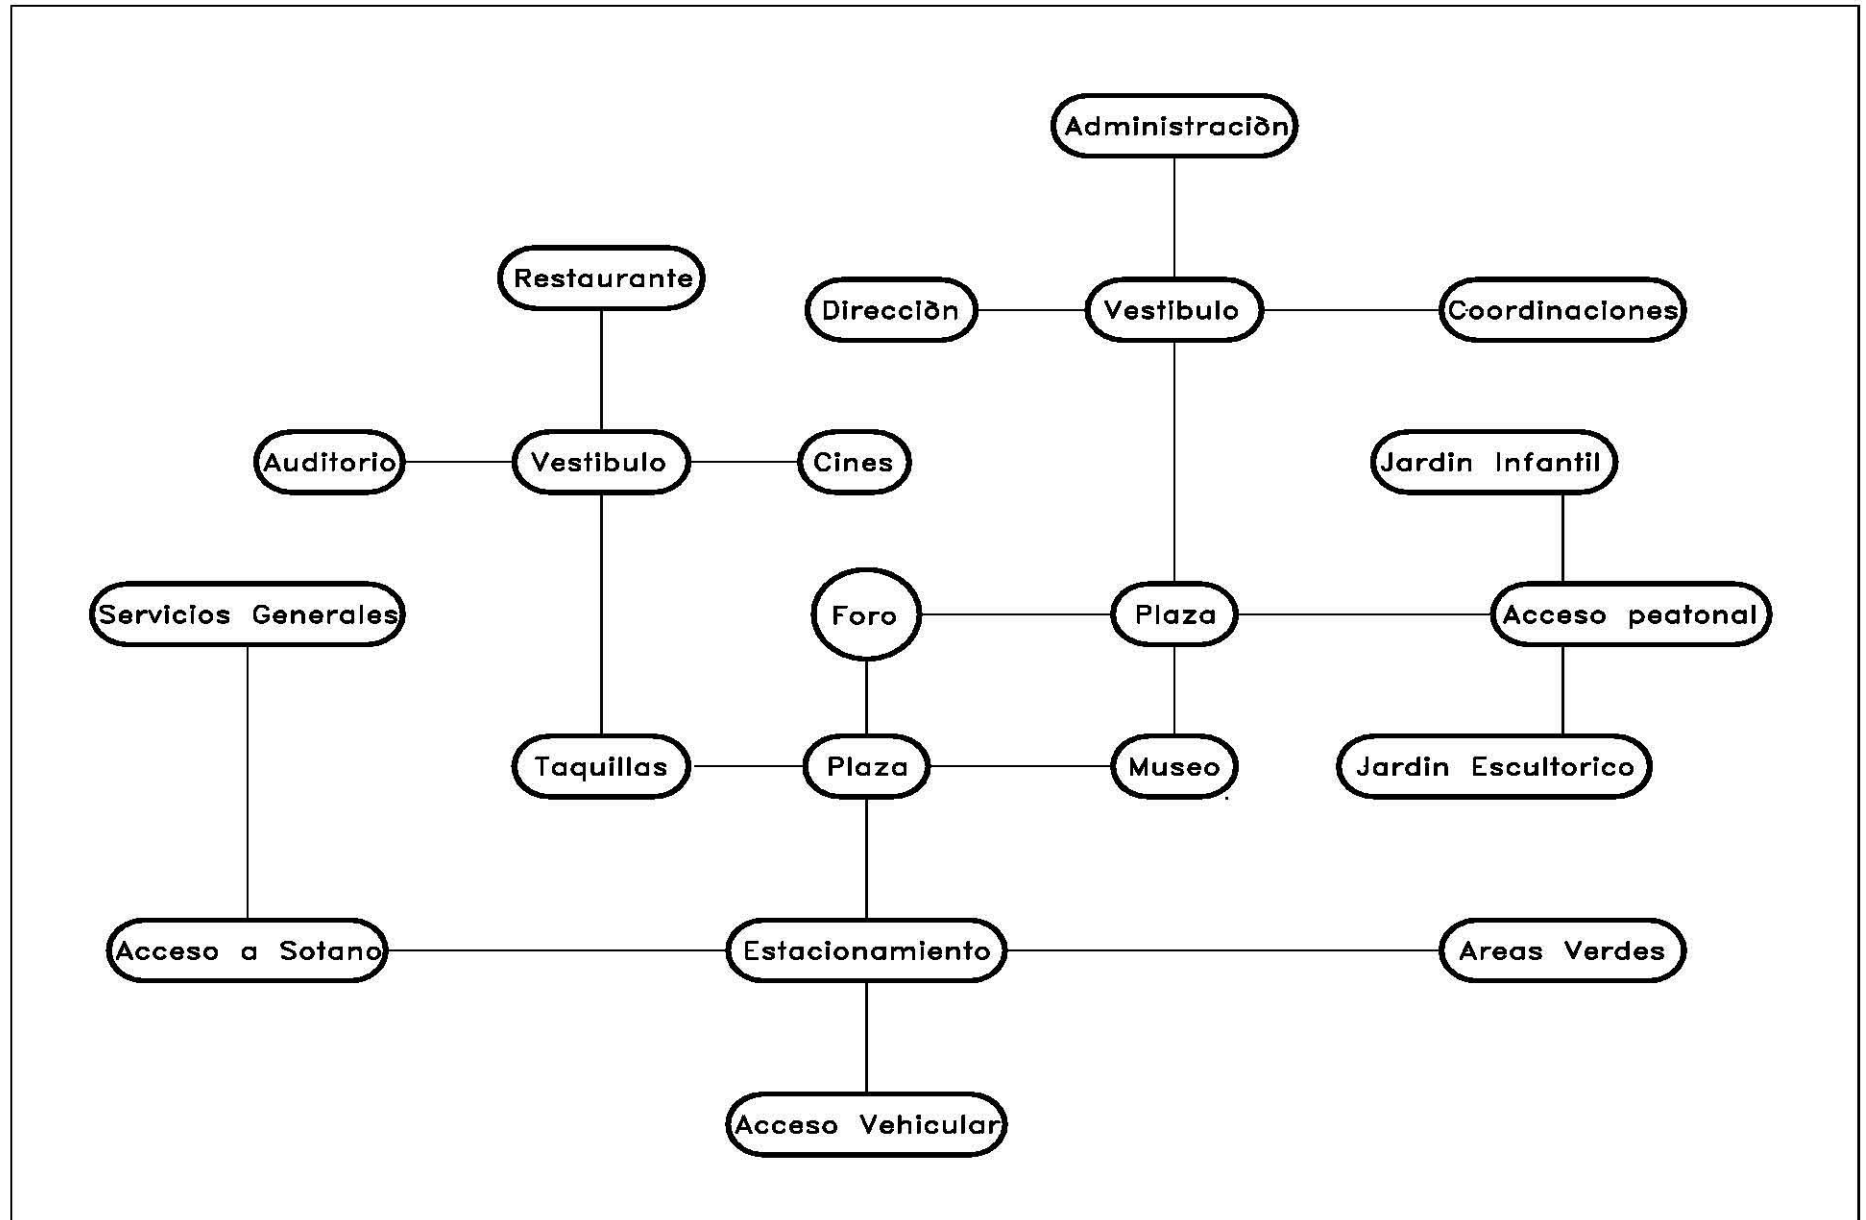 Administraciòn
Restaurante
Direcciòn
Vestibulo
Coordinaciones
Auditorio
Vestibulo
Cines
Jardin Infantil
Servicios Generales
Foro
Plaza
Acceso peatonal
Taquillas
Plaza
Museo
Jardin Escultorico
Acceso a Sotano
Estacionamiento
Areas Verdes
Acceso Vehicular